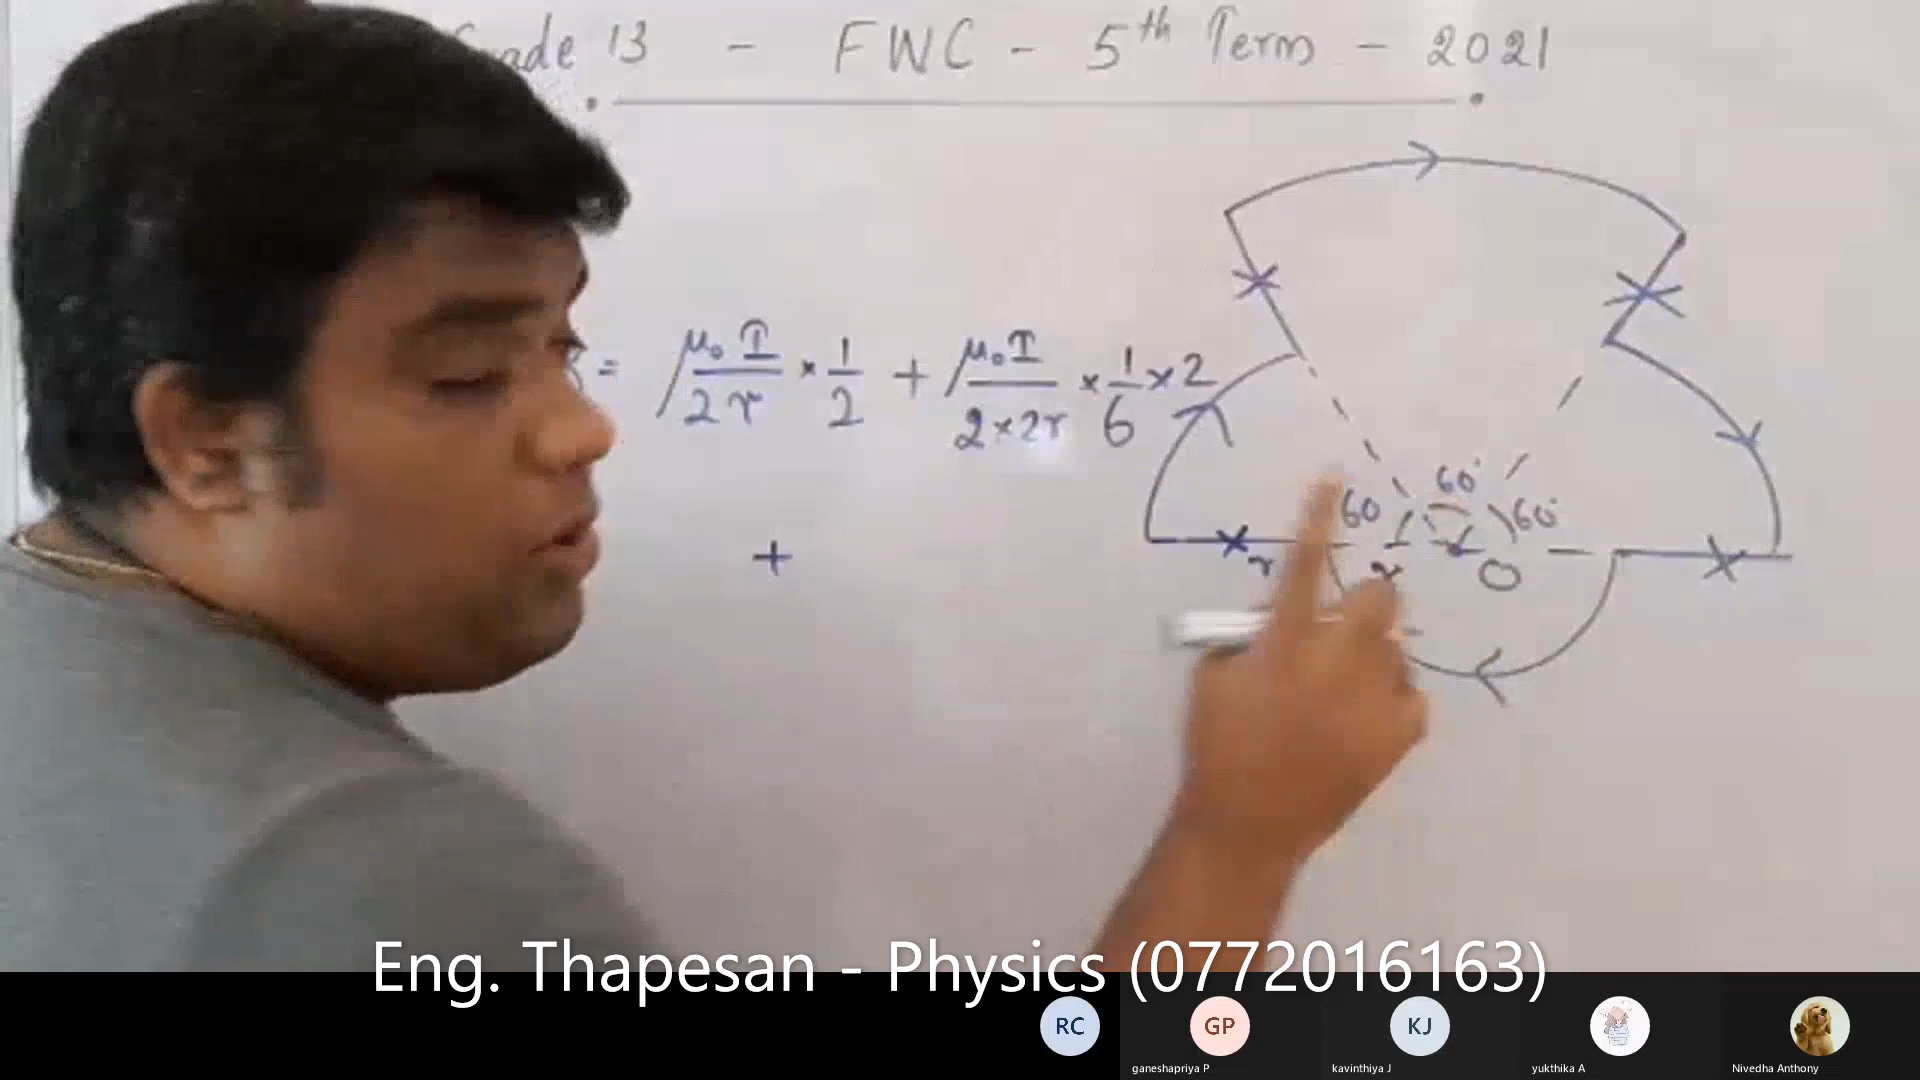 Grade 13 - FWC - 5th Term - 2021
B = μ₀I/2r × 1/2 + μ₀I/2×2r × 1/6 × 2
+
60 60° 60°
r r O
Eng. Thapesan - Physics (0772016163)
RC GP KJ
ganeshapriya P kavinthiya J yukthika A Nivedha Anthony